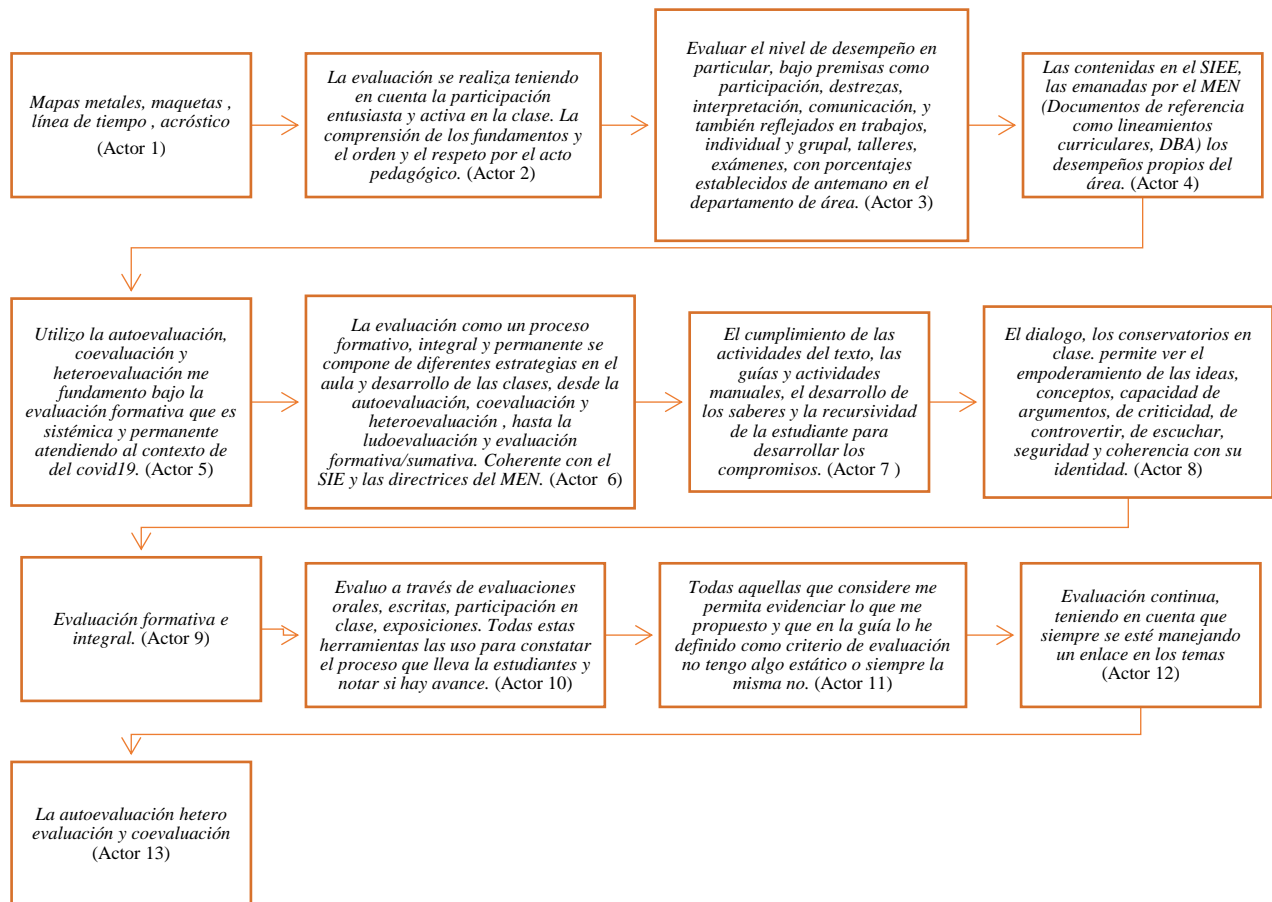 Mapas metales, maquetas ,
línea de tiempo , acróstico
(Actor 1)
La evaluación se realiza teniendo
en cuenta la participación
entusiasta y activa en la clase. La
comprensión de los fundamentos y
el orden y el respeto por el acto
pedagógico. (Actor 2)
Evaluar el nivel de desempeño en
particular, bajo premisas como
participación, destrezas,
interpretación, comunicación, y
también reflejados en trabajos,
individual y grupal, talleres,
exámenes, con porcentajes
establecidos de antemano en el
departamento de área. (Actor 3)
Las contenidas en el SIEE,
las emanadas por el MEN
(Documentos de referencia
como lineamientos
curriculares, DBA) los
desempeños propios del
área. (Actor 4)
Utilizo la autoevaluación,
coevaluación y
heteroevaluación me
fundamento bajo la
evaluación formativa que es
sistémica y permanente
atendiendo al contexto de
del covid19. (Actor 5)
La evaluación como un proceso
formativo, integral y permanente se
compone de diferentes estrategias en el
aula y desarrollo de las clases, desde la
autoevaluación, coevaluación y
heteroevaluación , hasta la
ludoevaluación y evaluación
formativa/sumativa. Coherente con el
SIE y las directrices del MEN. (Actor  6)
El cumplimiento de las
actividades del texto, las
guías y actividades
manuales, el desarrollo de
los saberes y la recursividad
de la estudiante para
desarrollar los
compromisos. (Actor 7 )
El dialogo, los conservatorios en
clase. permite ver el
empoderamiento de las ideas,
conceptos, capacidad de
argumentos, de criticidad, de
controvertir, de escuchar,
seguridad y coherencia con su
identidad. (Actor 8)
Evaluación formativa e
integral. (Actor 9)
Evaluo a través de evaluaciones
orales, escritas, participación en
clase, exposiciones. Todas estas
herramientas las uso para constatar
el proceso que lleva la estudiantes y
notar si hay avance. (Actor 10)
Todas aquellas que considere me
permita evidenciar lo que me
propuesto y que en la guía lo he
definido como criterio de evaluación
no tengo algo estático o siempre la
misma no. (Actor 11)
Evaluación continua,
teniendo en cuenta que
siempre se esté manejando
un enlace en los temas
(Actor 12)
La autoevaluación hetero
evaluación y coevaluación
(Actor 13)